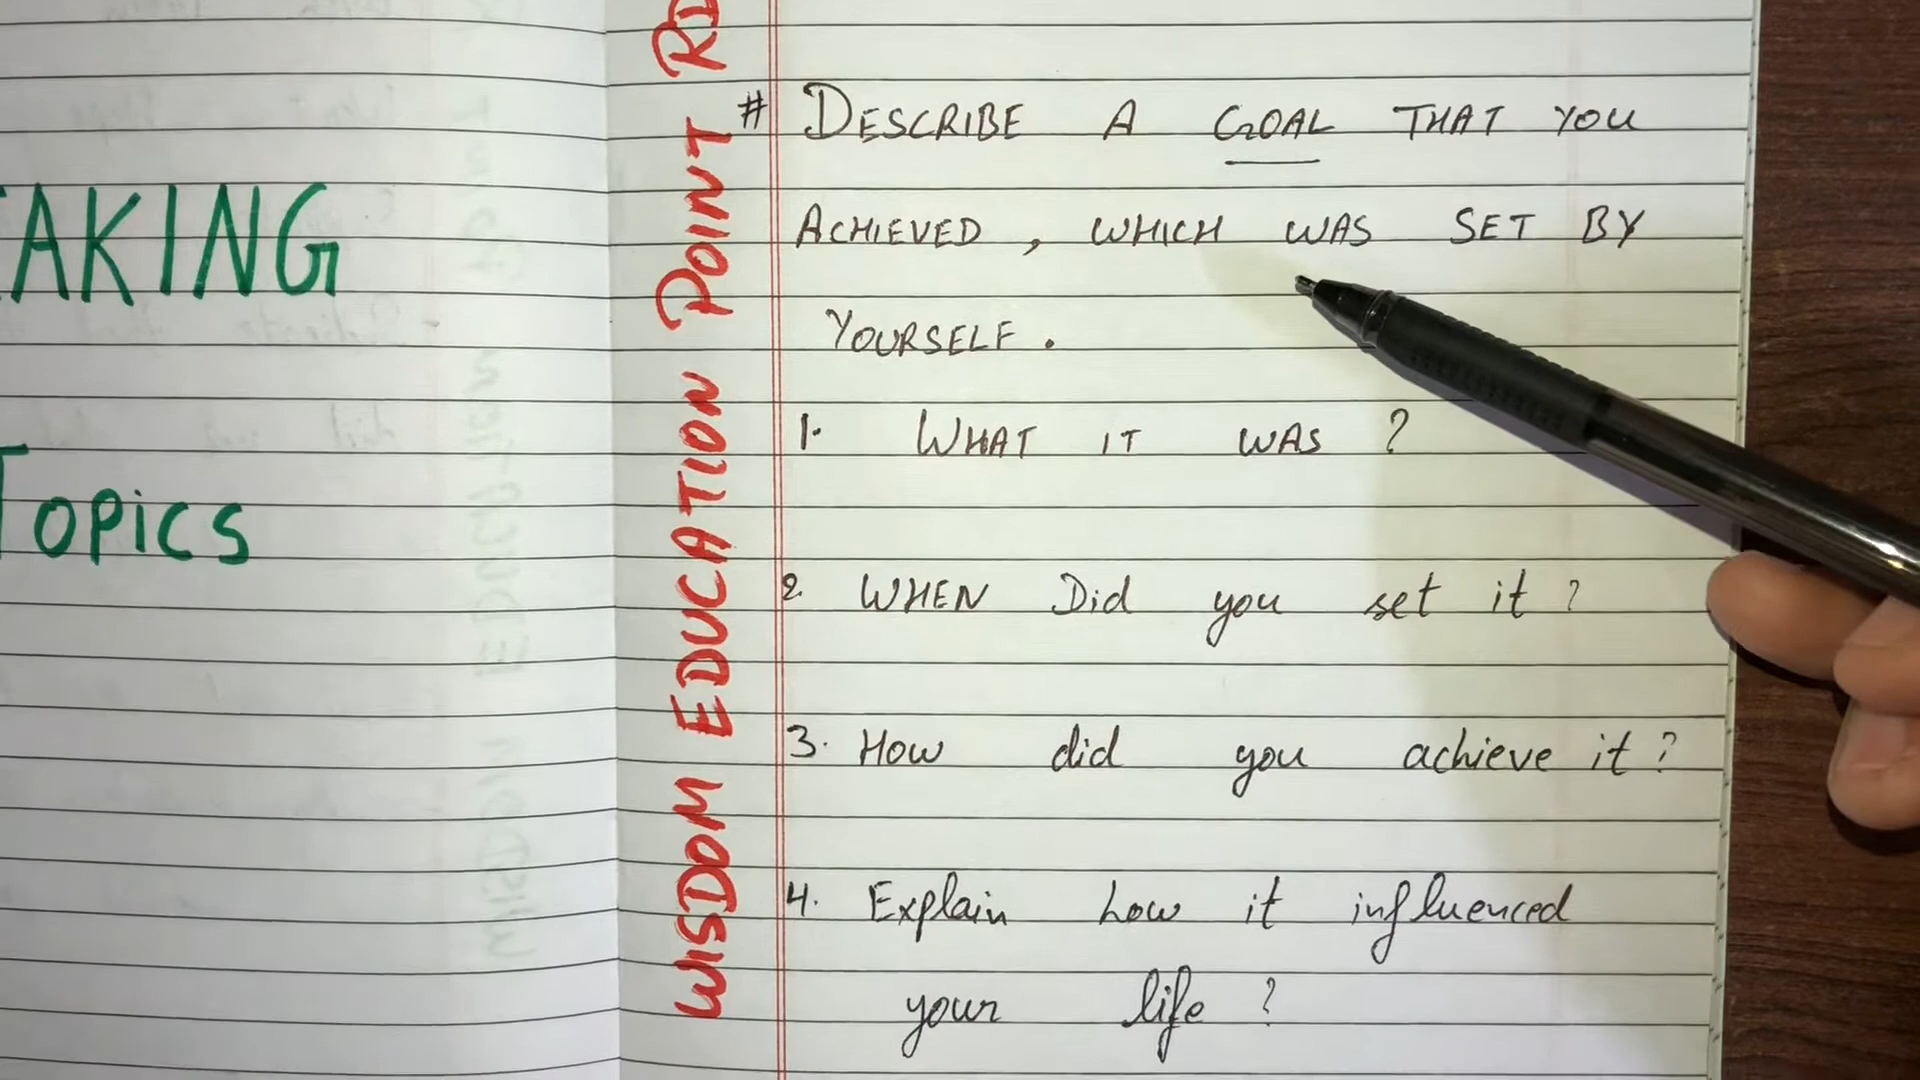 AKING
Topics
WISDOM EDUCATION POINT
# DESCRIBE A GOAL THAT YOU
ACHIEVED, WHICH WAS SET BY
YOURSELF.
1. WHAT IT WAS ?
2. WHEN Did you set it ?
3. How did you achieve it ?
4. Explain how it influenced
your life ?